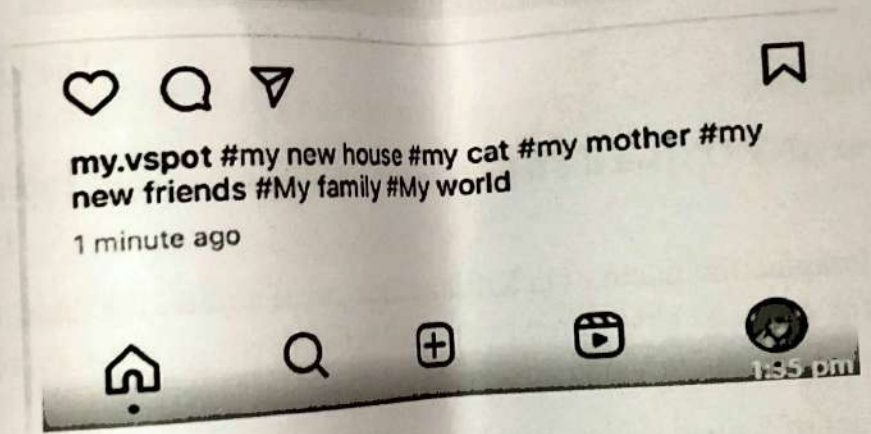 my.vspot #my new house #my cat #my mother #my
new friends #My family #My world
1 minute ago
1:35 pm